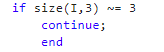 if size(I,3) ~= 3
continue;
end